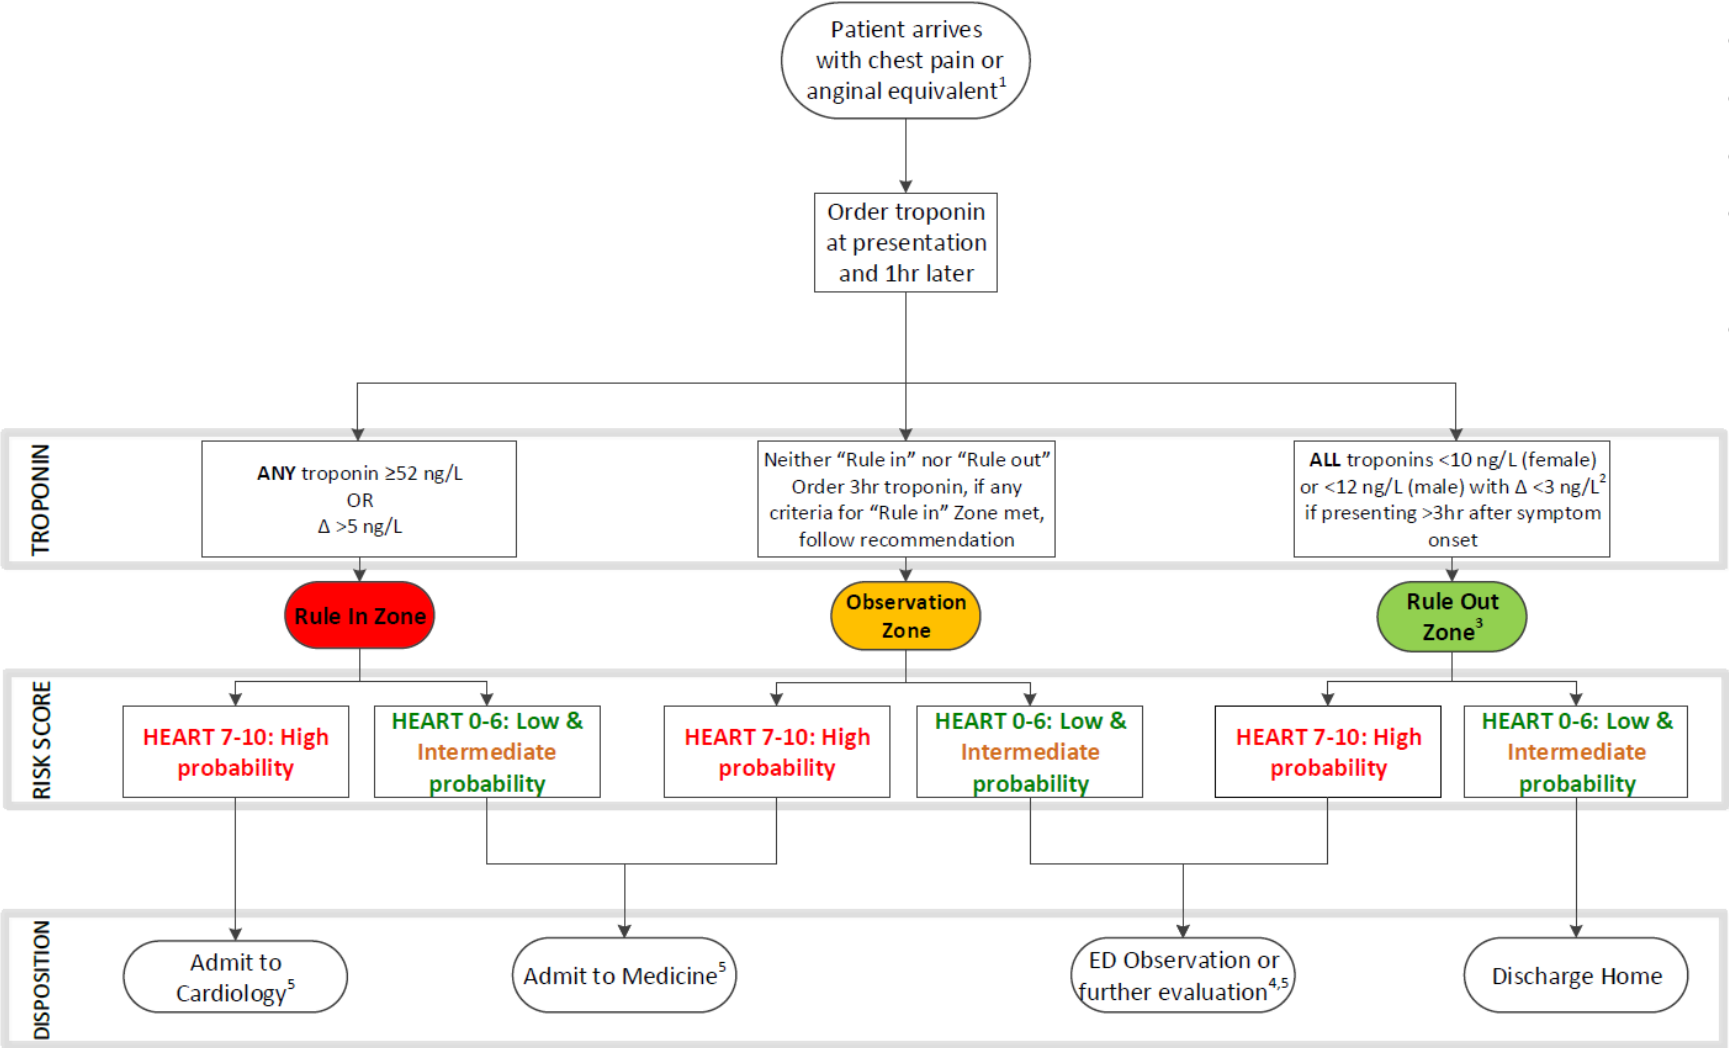 Patient arrives
with chest pain or
anginal equivalent1
Order troponin
at presentation
and 1hr later
TROPONIN
ANY troponin ≥52 ng/L
OR
Δ >5 ng/L
Neither “Rule in” nor “Rule out”
Order 3hr troponin, if any
criteria for “Rule in” Zone met,
follow recommendation
ALL troponins <10 ng/L (female)
or <12 ng/L (male) with Δ <3 ng/L2
if presenting >3hr after symptom
onset
Rule In Zone
Observation
Zone
Rule Out
Zone3
RISK SCORE
HEART 7-10: High
probability
HEART 0-6: Low &
Intermediate
probability
HEART 7-10: High
probability
HEART 0-6: Low &
Intermediate
probability
HEART 7-10: High
probability
HEART 0-6: Low &
Intermediate
probability
DISPOSITION
Admit to
Cardiology5
Admit to Medicine5
ED Observation or
further evaluation4,5
Discharge Home